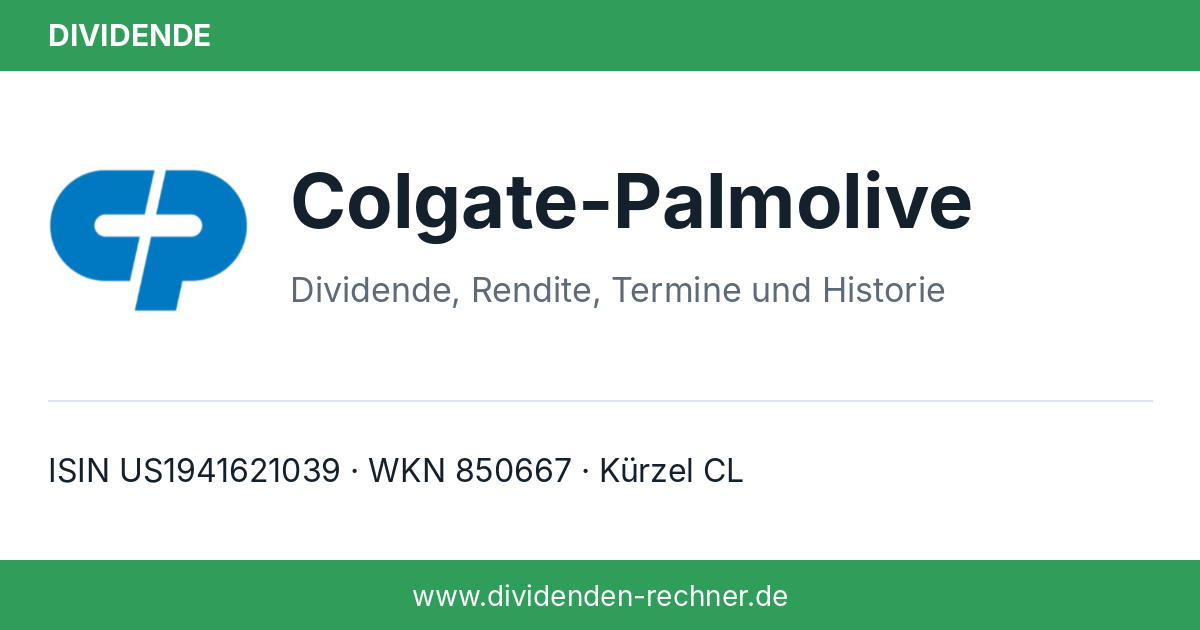 DIVIDENDE
Colgate-Palmolive
Dividende, Rendite, Termine und Historie
ISIN US1941621039 · WKN 850667 · Kürzel CL
www.dividenden-rechner.de